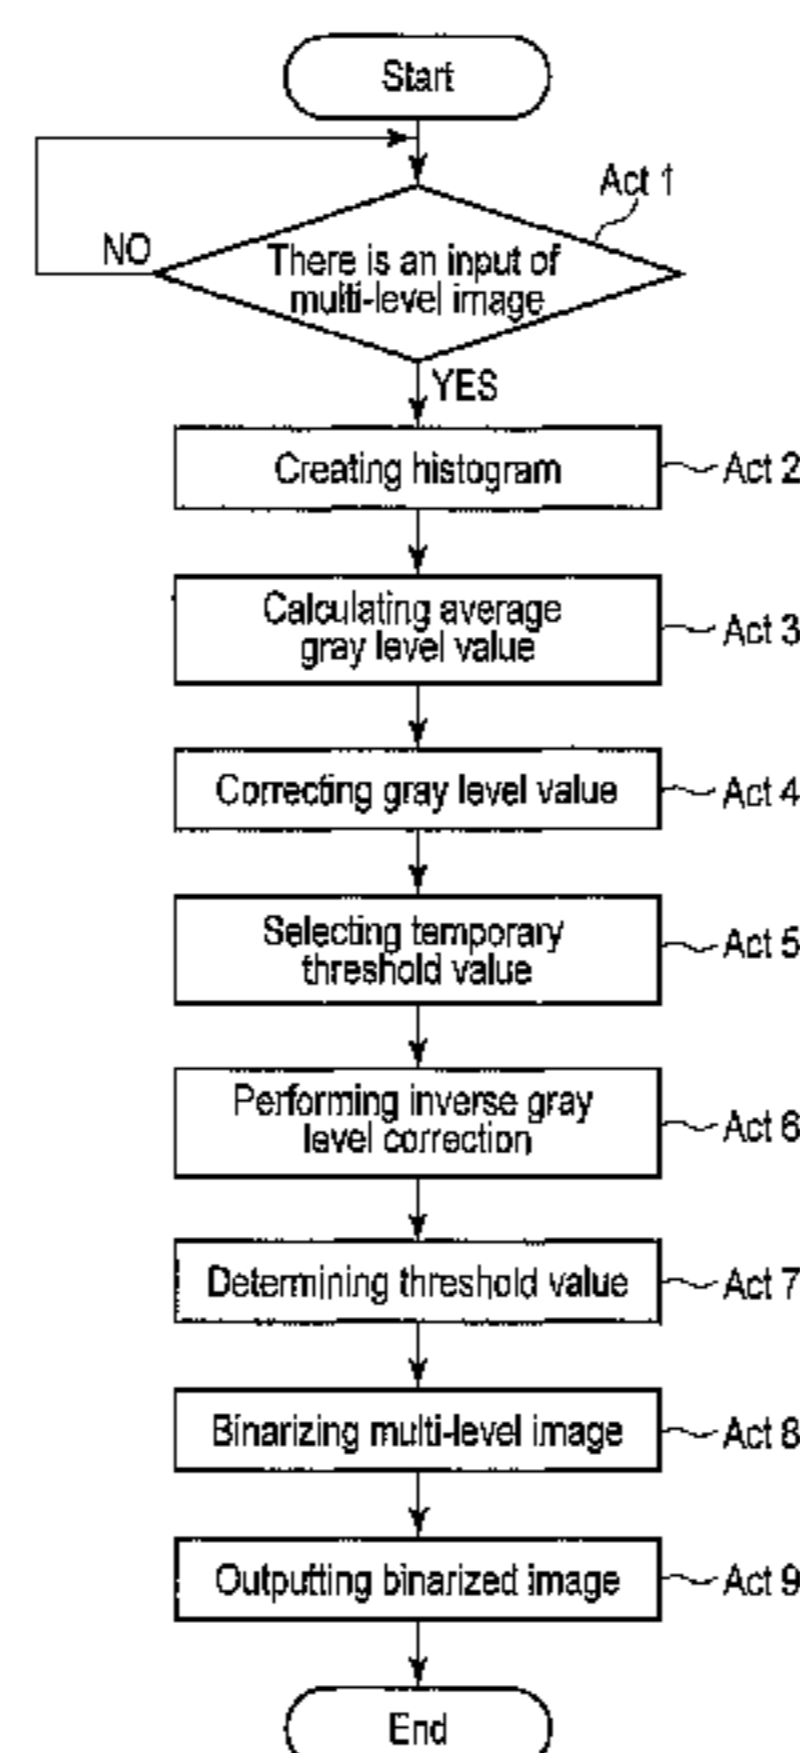 Start
Act 1
NO
There is an input of
multi-level image
YES
Creating histogram
Act 2
Calculating average
gray level value
Act 3
Correcting gray level value
Act 4
Selecting temporary
threshold value
Act 5
Performing inverse gray
level correction
Act 6
Determining threshold value
Act 7
Binarizing multi-level image
Act 8
Outputting binarized image
Act 9
End